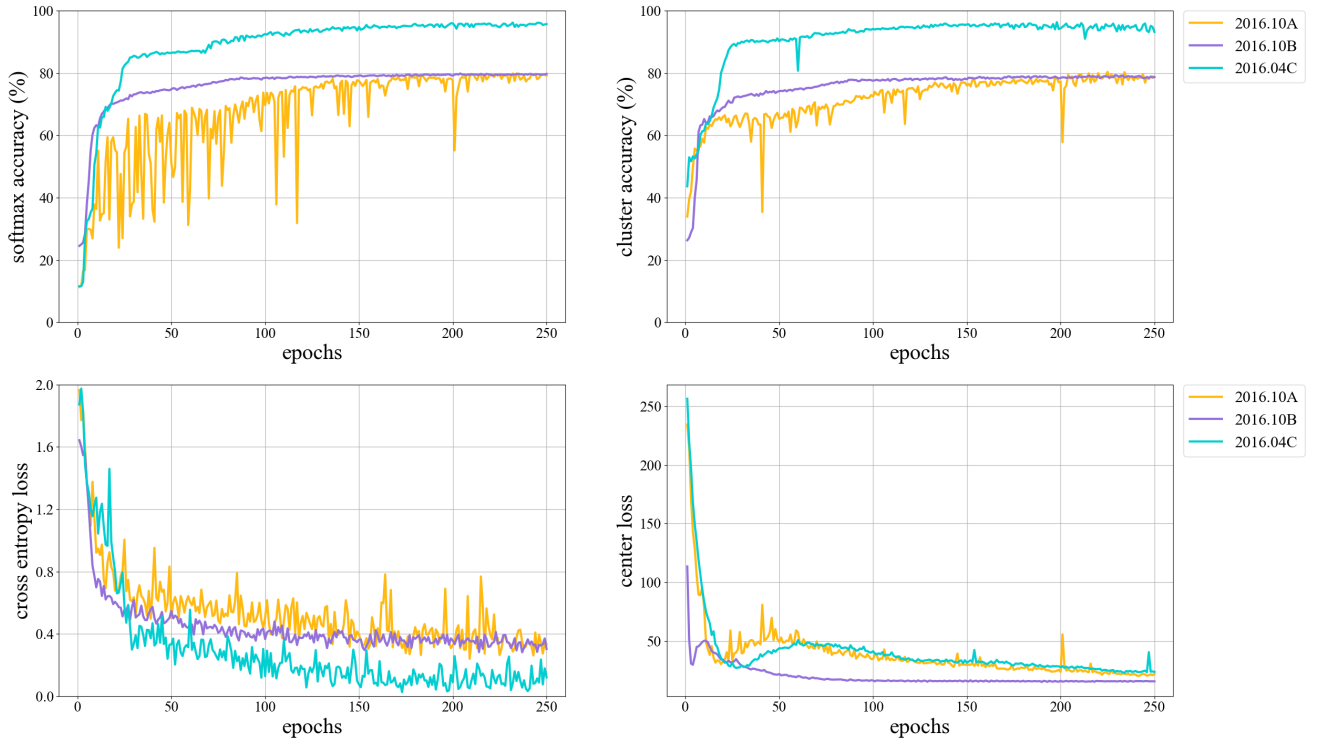 softmax accuracy (%)
100
80
60
40
20
0
0 50 100 150 200 250
epochs
cluster accuracy (%)
100
80
60
40
20
0
0 50 100 150 200 250
epochs
2016.10A
2016.10B
2016.04C
cross entropy loss
2.0
1.6
1.2
0.8
0.4
0.0
0 50 100 150 200 250
epochs
center loss
250
200
150
100
50
0 50 100 150 200 250
epochs
2016.10A
2016.10B
2016.04C